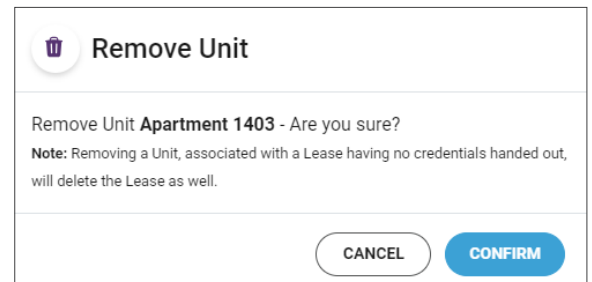 Remove Unit
Remove Unit Apartment 1403 - Are you sure?
Note: Removing a Unit, associated with a Lease having no credentials handed out,
will delete the Lease as well.
CANCEL CONFIRM